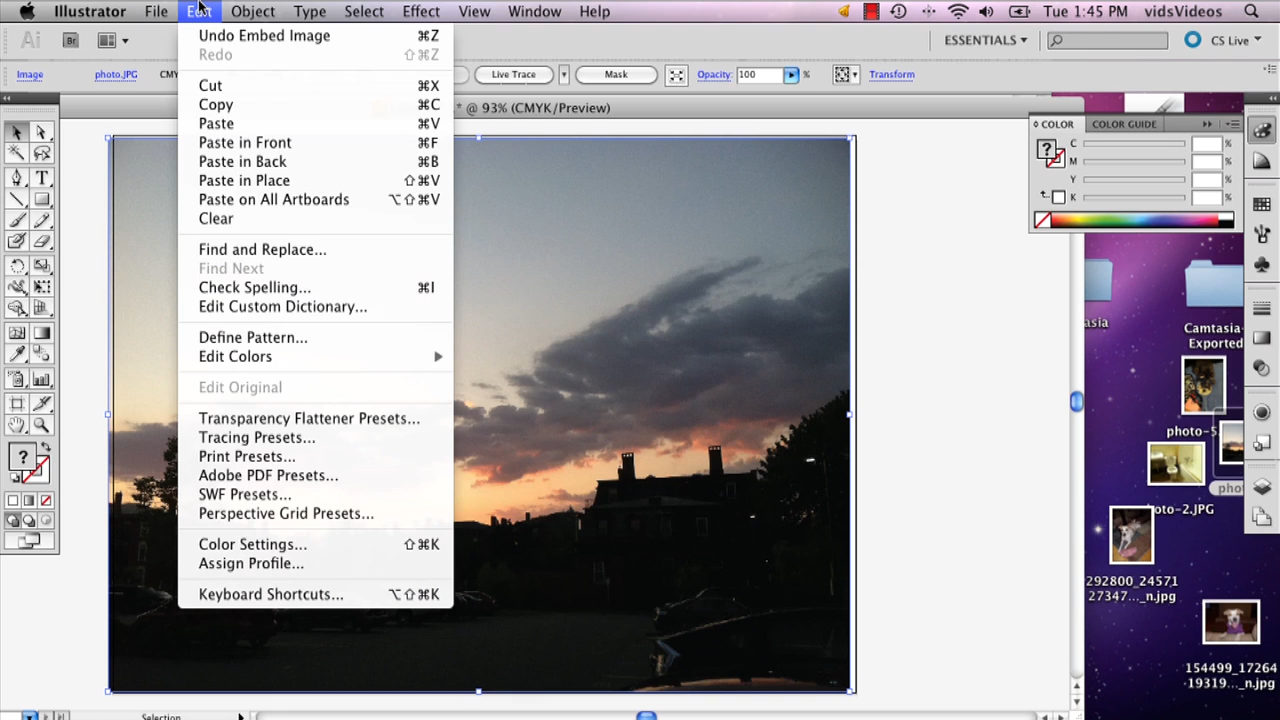 Illustrator File Edit Object Type Select Effect View Window Help Tue 1:45 PM vidsVideos
Ai Br ESSENTIALS CS Live
Image photo.JPG CMY Live Trace Mask Opacity: 100 % Transform
* @ 93% (CMYK/Preview)
Undo Embed Image ⌘Z
Redo ⇧⌘Z
Cut ⌘X
Copy ⌘C
Paste ⌘V
Paste in Front ⌘F
Paste in Back ⌘B
Paste in Place ⇧⌘V
Paste on All Artboards ⌥⇧⌘V
Clear
Find and Replace...
Find Next
Check Spelling... ⌘I
Edit Custom Dictionary...
Define Pattern...
Edit Colors
Edit Original
Transparency Flattener Presets...
Tracing Presets...
Print Presets...
Adobe PDF Presets...
SWF Presets...
Perspective Grid Presets...
Color Settings... ⇧⌘K
Assign Profile...
Keyboard Shortcuts... ⌥⇧⌘K
COLOR COLOR GUIDE
C %
M %
Y %
K %
asia
Camtasia-
Exported
photo-5
pho
oto-2.JPG
292800_24571
27347..._n.jpg
154499_17264
19319..._n.jpg
Selection